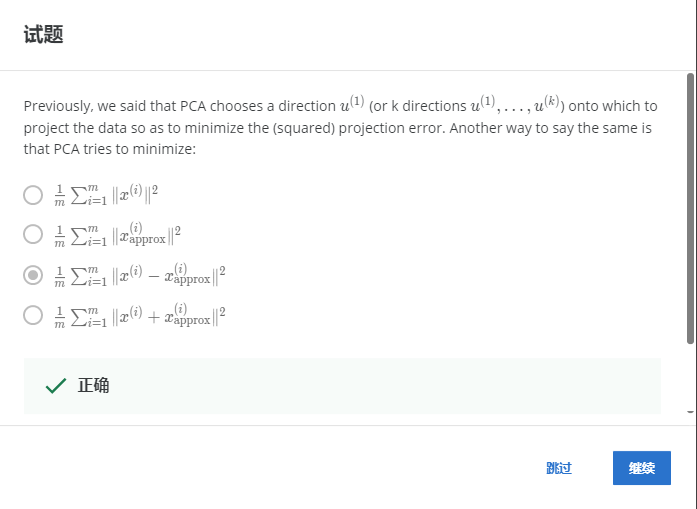 试题
Previously, we said that PCA chooses a direction u^{(1)} (or k directions u^{(1)}, . . . , u^{(k)}) onto which to
project the data so as to minimize the (squared) projection error. Another way to say the same is
that PCA tries to minimize:
\frac{1}{m} \sum_{i=1}^{m} \|x^{(i)}\|^2
\frac{1}{m} \sum_{i=1}^{m} \|x_{\text{approx}}^{(i)}\|^2
\frac{1}{m} \sum_{i=1}^{m} \|x^{(i)} - x_{\text{approx}}^{(i)}\|^2
\frac{1}{m} \sum_{i=1}^{m} \|x^{(i)} + x_{\text{approx}}^{(i)}\|^2
正确
跳过 继续